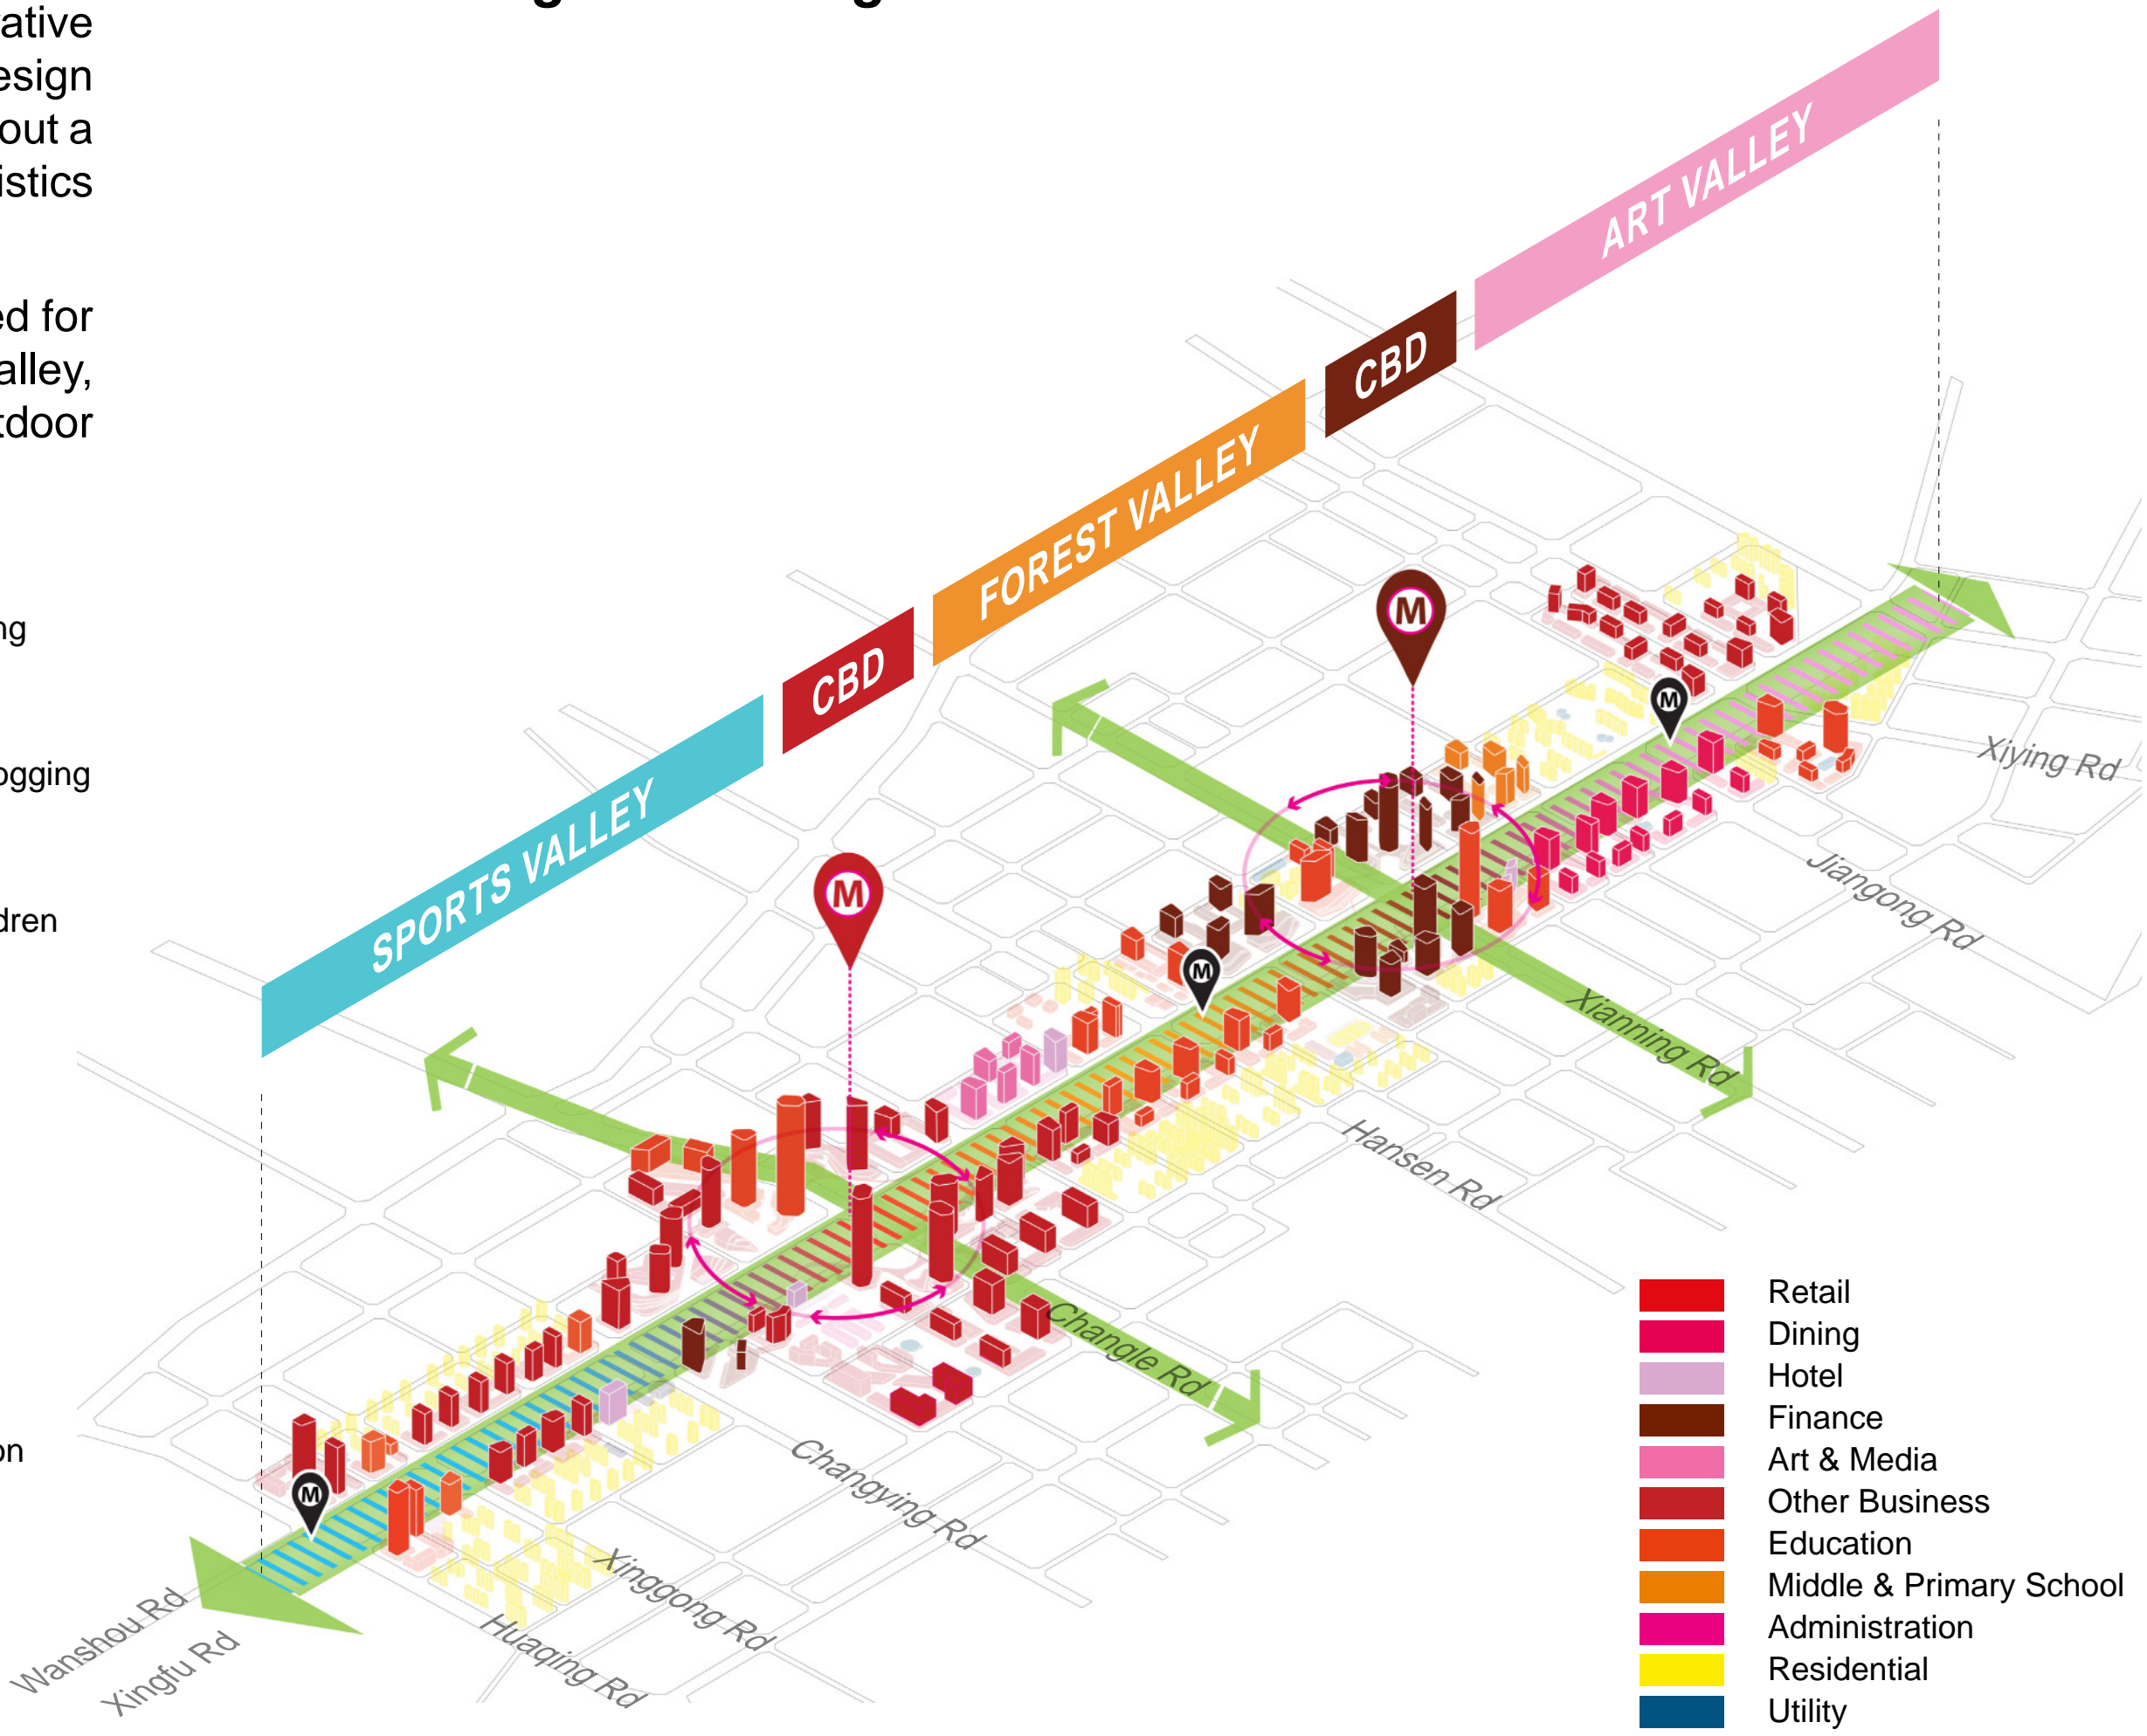 ative
esign
out a
istics
ed for
alley,
tdoor
ng
ogging
dren
on
ART VALLEY
CBD
FOREST VALLEY
CBD
SPORTS VALLEY
M
M
M
M
M
Xiying Rd
Jiangong Rd
Xianning Rd
Hansen Rd
Changle Rd
Changying Rd
Xinggong Rd
Huaqing Rd
Wanshou Rd
Xingfu Rd
Retail
Dining
Hotel
Finance
Art & Media
Other Business
Education
Middle & Primary School
Administration
Residential
Utility